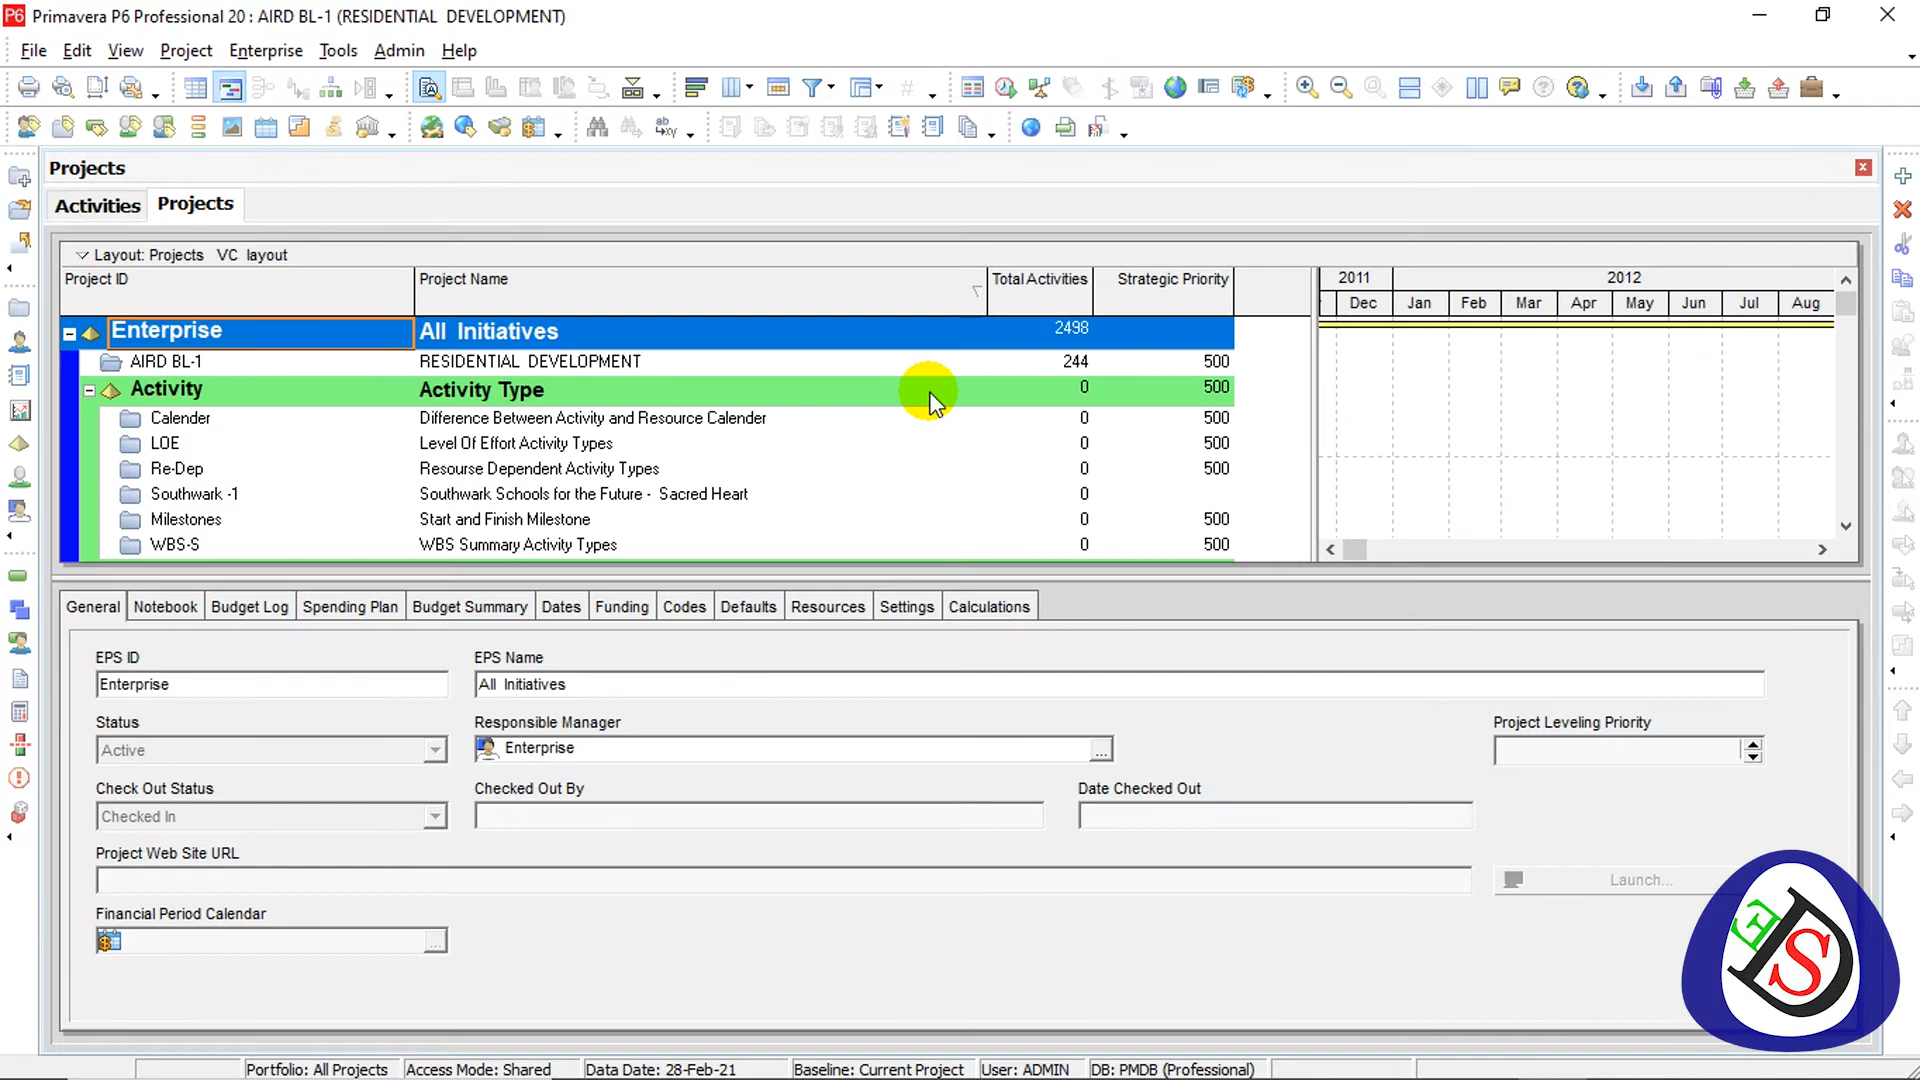 P6 Primavera P6 Professional 20 : AIRD BL-1 (RESIDENTIAL DEVELOPMENT)
File Edit View Project Enterprise Tools Admin Help
Projects
Activities Projects
Layout: Projects VC layout
Project ID Project Name Total Activities Strategic Priority 2011 2012
Dec Jan Feb Mar Apr May Jun Jul Aug
Enterprise All Initiatives 2498
AIRD BL-1 RESIDENTIAL DEVELOPMENT 244 500
Activity Activity Type 0 500
Calender Difference Between Activity and Resource Calender 0 500
LOE Level Of Effort Activity Types 0 500
Re-Dep Resourse Dependent Activity Types 0 500
Southwark -1 Southwark Schools for the Future - Sacred Heart 0
Milestones Start and Finish Milestone 0 500
WBS-S WBS Summary Activity Types 0 500
General Notebook Budget Log Spending Plan Budget Summary Dates Funding Codes Defaults Resources Settings Calculations
EPS ID EPS Name
Enterprise All Initiatives
Status Responsible Manager Project Leveling Priority
Active Enterprise ...
Check Out Status Checked Out By Date Checked Out
Checked In
Project Web Site URL
Launch...
Financial Period Calendar
...
E D S
Portfolio: All Projects Access Mode: Shared Data Date: 28-Feb-21 Baseline: Current Project User: ADMIN DB: PMDB (Professional)